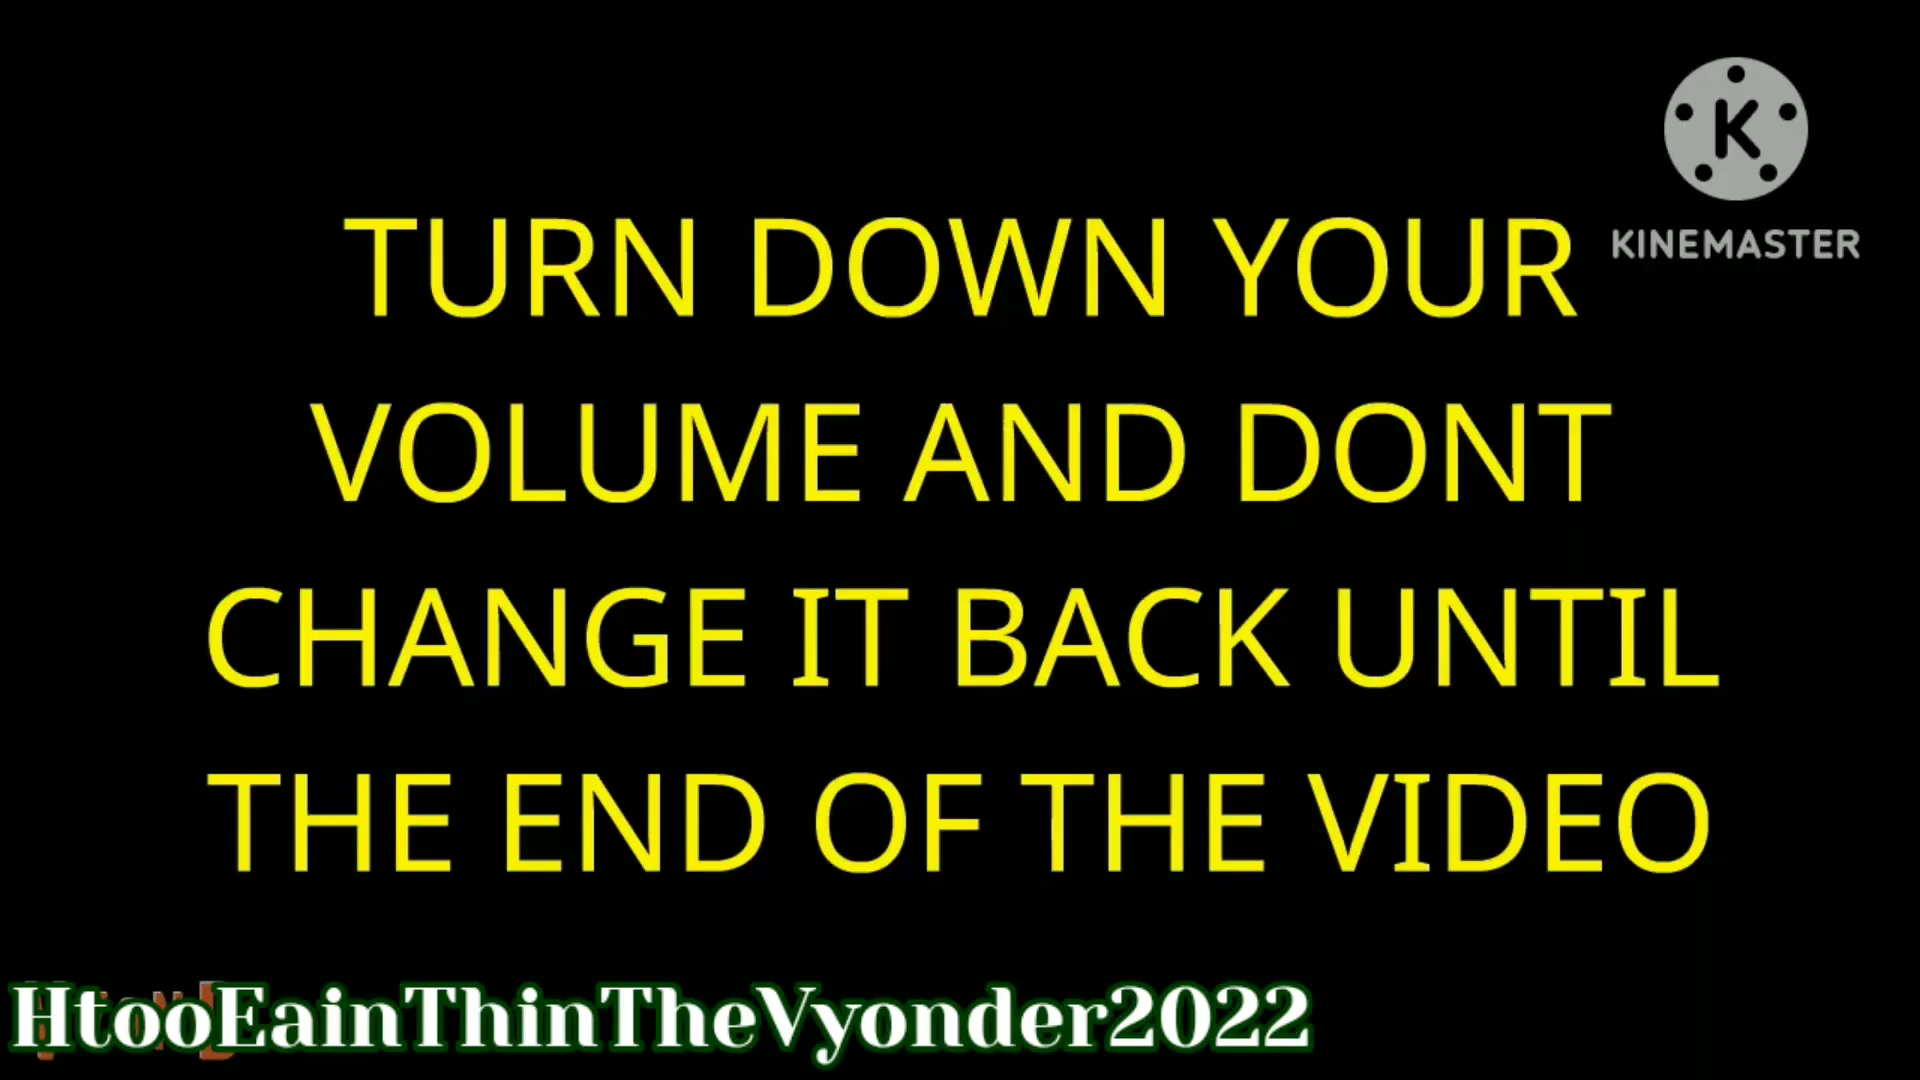 K
KINEMASTER
TURN DOWN YOUR
VOLUME AND DONT
CHANGE IT BACK UNTIL
THE END OF THE VIDEO
HtooEainThinTheVyonder2022